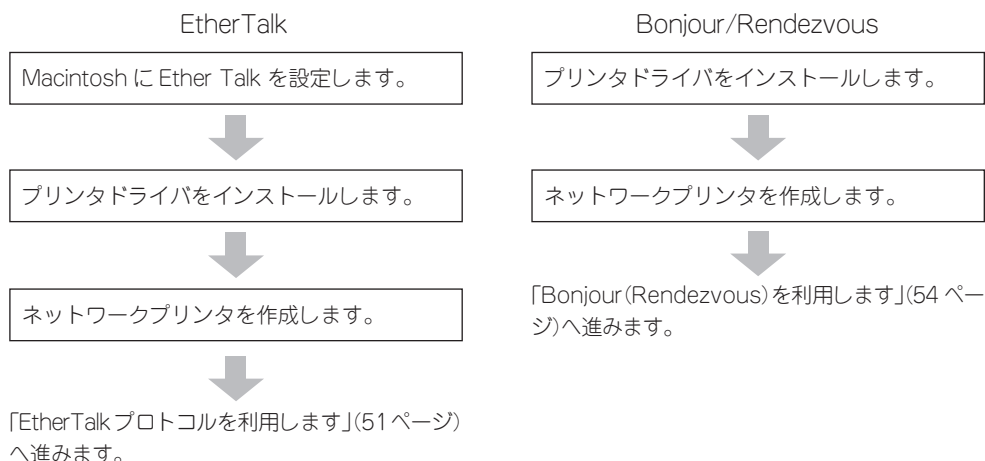 EtherTalk
Macintosh に Ether Talk を設定します。
プリンタドライバをインストールします。
ネットワークプリンタを作成します。
「EtherTalkプロトコルを利用します」(51ページ)
へ進みます。
Bonjour/Rendezvous
プリンタドライバをインストールします。
ネットワークプリンタを作成します。
「Bonjour(Rendezvous)を利用します」(54 ペー
ジ)へ進みます。